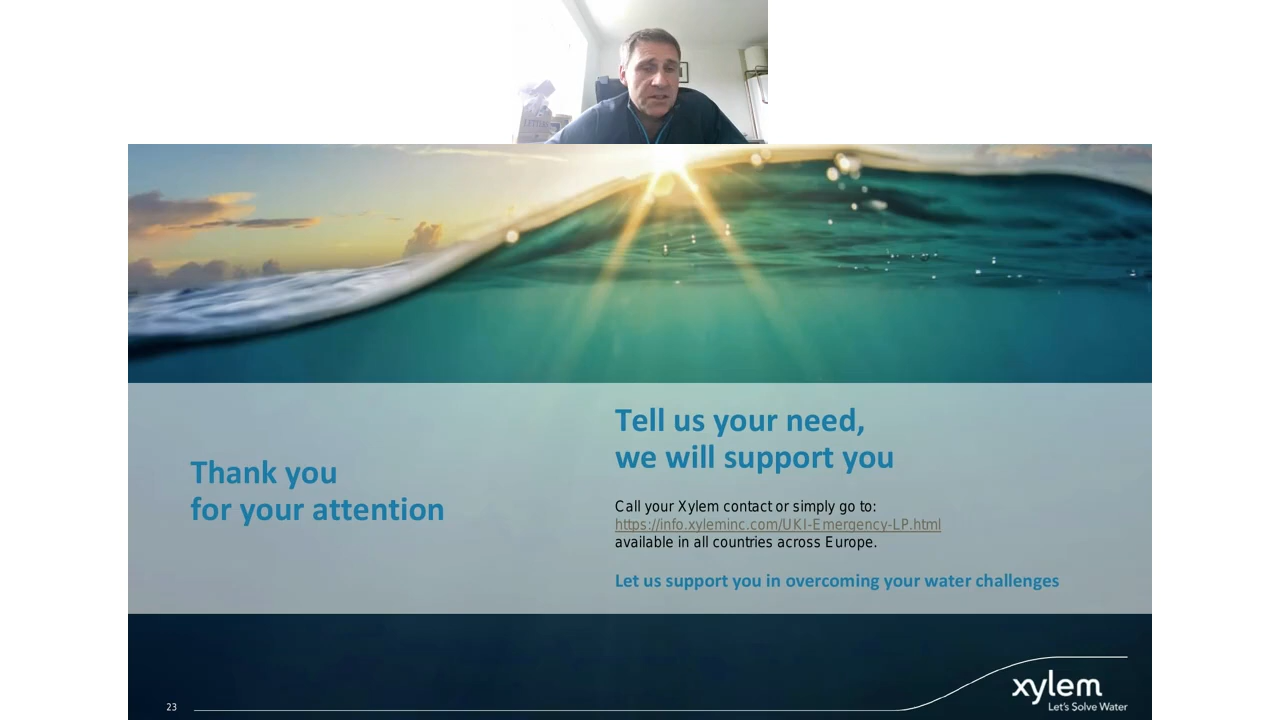 Thank you
for your attention
Tell us your need,
we will support you
Call your Xylem contact or simply go to:
https://info.xyleminc.com/UKI-Emergency-LP.html
available in all countries across Europe.
Let us support you in overcoming your water challenges
23
xylem
Let's Solve Water